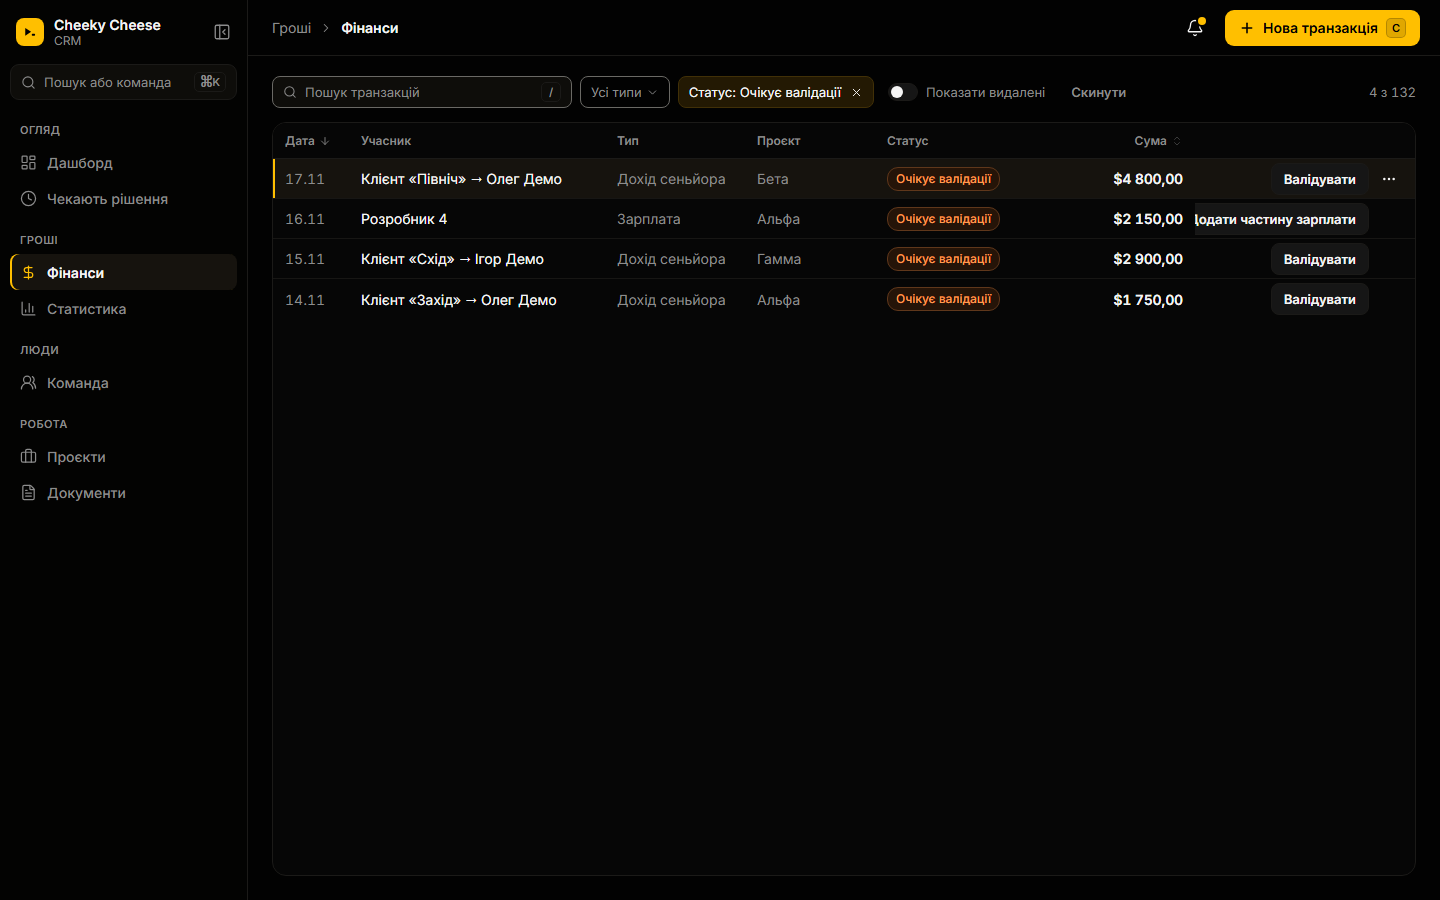 Cheeky Cheese
CRM
Пошук або команда ⌘K
ОГЛЯД
Дашборд
Чекають рішення
ГРОШІ
Фінанси
Статистика
ЛЮДИ
Команда
РОБОТА
Проєкти
Документи
Гроші > Фінанси
Нова транзакція C
Пошук транзакцій /
Усі типи
Статус: Очікує валідації ×
Показати видалені
Скинути
4 з 132
Дата ↓ Учасник Тип Проєкт Статус Сума
17.11 Клієнт «Північ» → Олег Демо Дохід сеньйора Бета Очікує валідації $4 800,00 Валідувати ···
16.11 Розробник 4 Зарплата Альфа Очікує валідації $2 150,00 Додати частину зарплати
15.11 Клієнт «Схід» → Ігор Демо Дохід сеньйора Гамма Очікує валідації $2 900,00 Валідувати
14.11 Клієнт «Захід» → Олег Демо Дохід сеньйора Альфа Очікує валідації $1 750,00 Валідувати